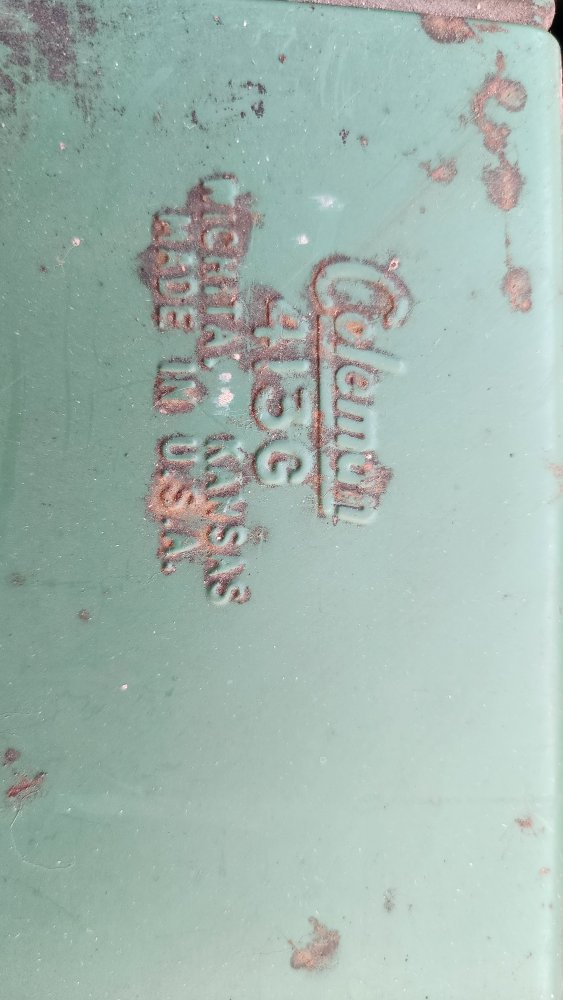 Coleman
413G
WICHITA, KANSAS
MADE IN U.S.A.